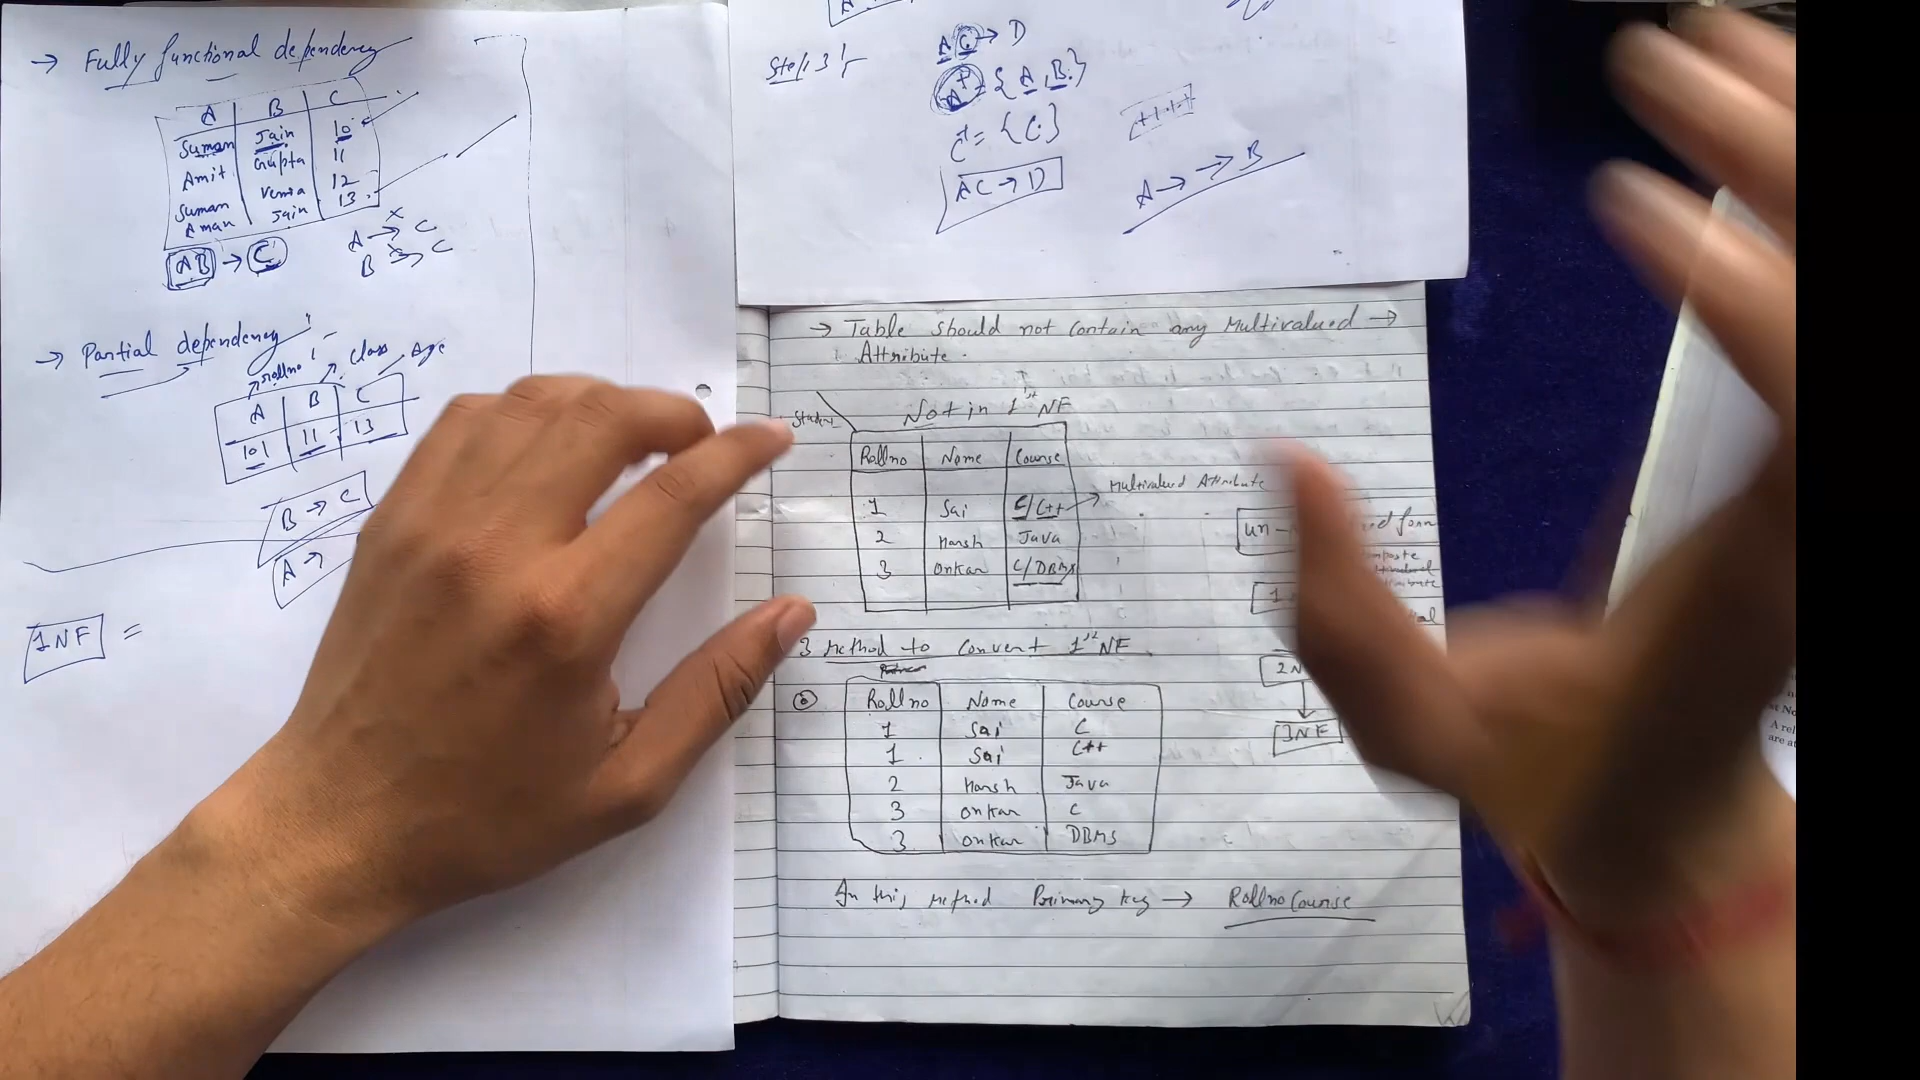 → Fully functional dependency
A B C
Suman Jain 10
Amit Gupta 11
Suman Verma 12
Aman Jain 13
AB → C
A → C
B → C
→ Partial dependency
Rollno Class Age
A B C
101 11 13
B → C
A →
1NF =
Step 3
AC → D
A+ = {A, B}
C+ = {C}
AC → D
A →→ B
→ Table should not contain any Multivalued →
Attribute.
Not in 1st NF
Rollno Name Course
1 Sai C/C++ → Multivalued Attribute
2 Harsh Java
3 Onkar C/DBMS
3 Method to Convert 1st NF
Rollno Name Course
1 Sai C
1 Sai C++
2 Harsh Java
3 Onkar C
3 Onkar DBMS
In this Method Primary key → Rollno Course
un-
form
3NF